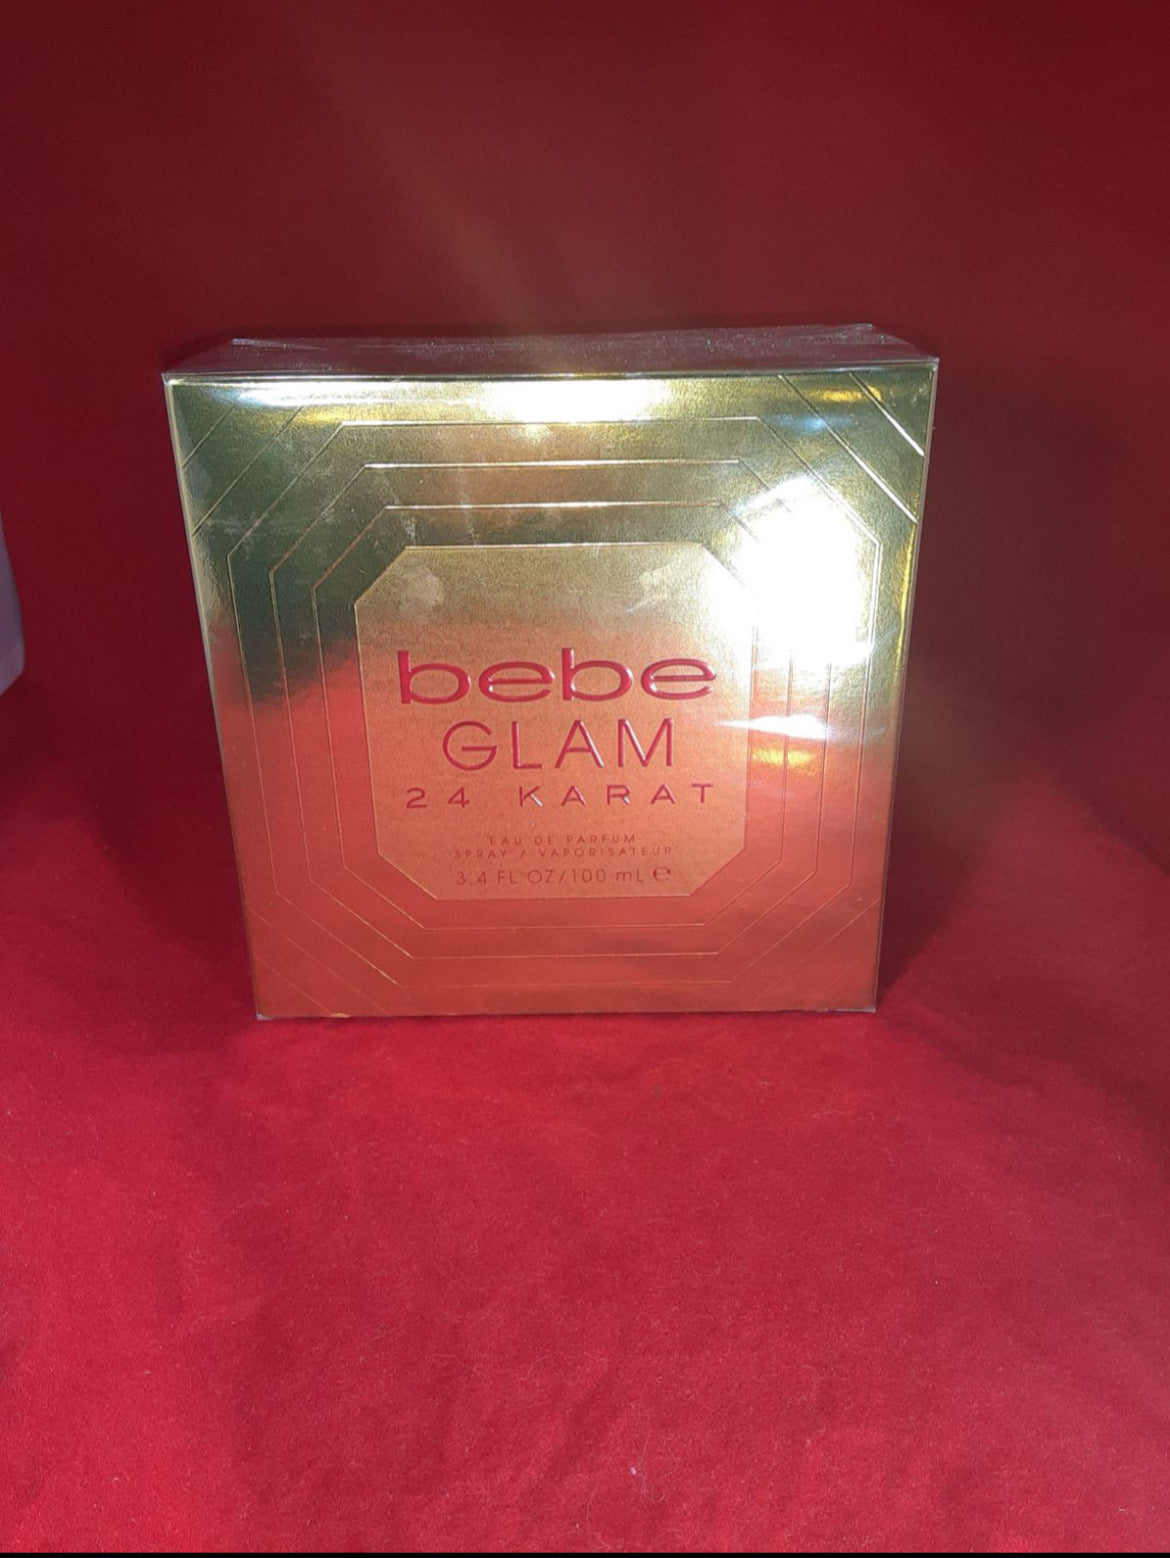 bebe
GLAM
24 KARAT
EAU DE PARFUM
SPRAY / VAPORISATEUR
3.4 FL OZ/100 mL ℮